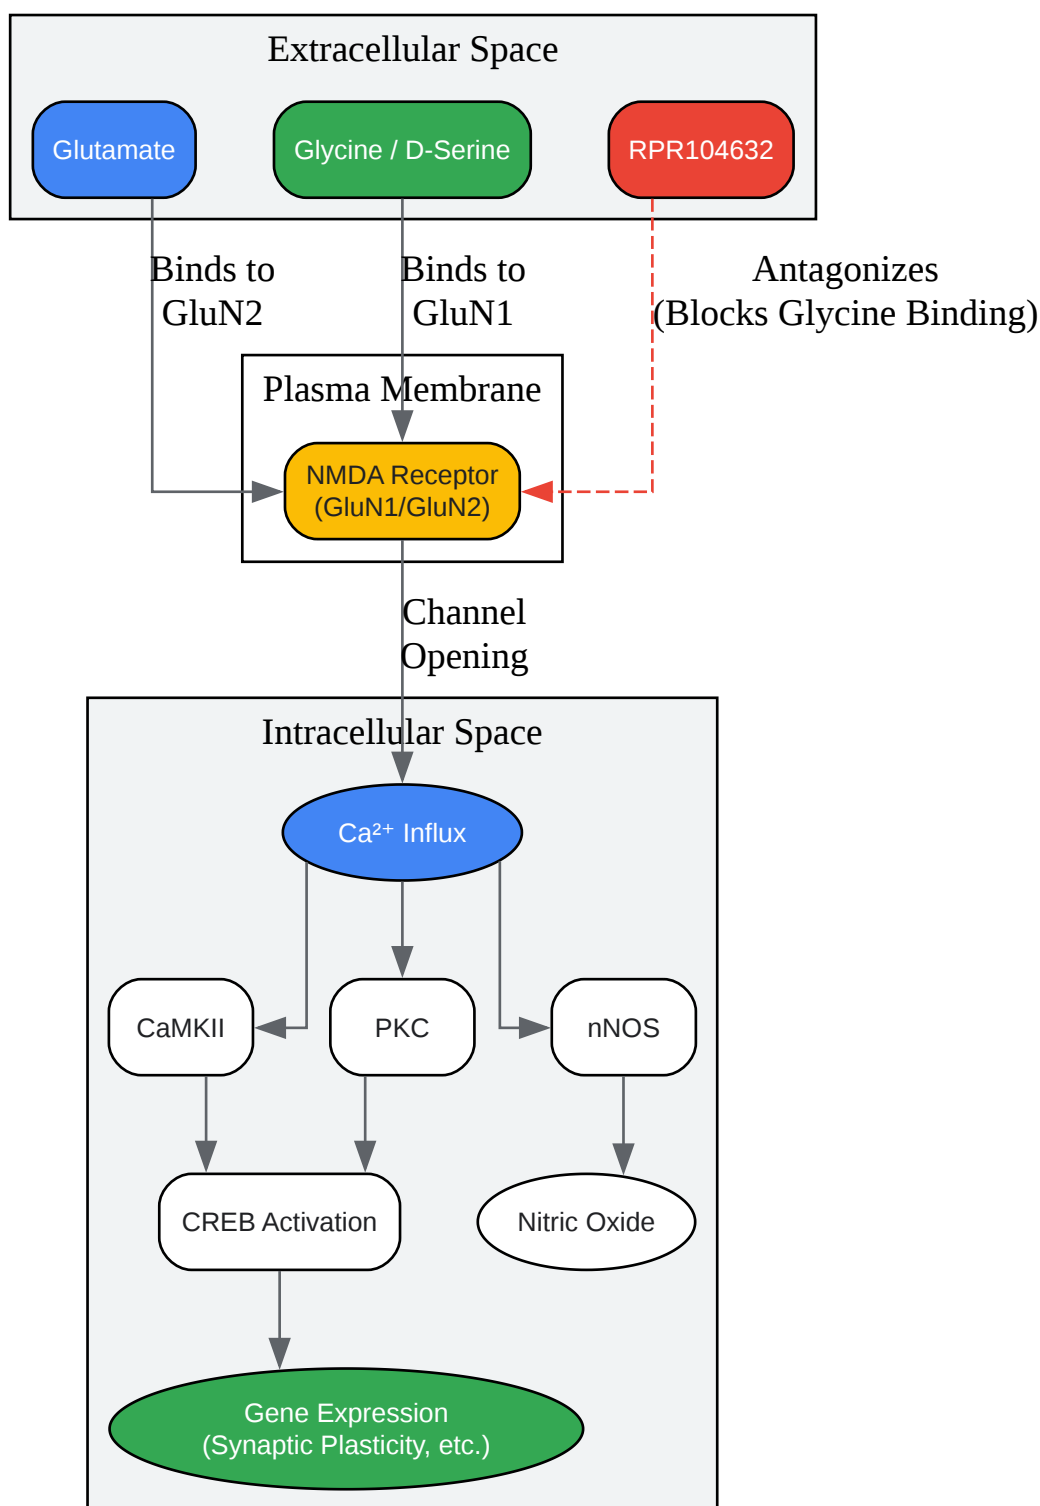 Extracellular Space
Glutamate
Glycine / D-Serine
RPR104632
Binds to
GluN2
Binds to
GluN1
Antagonizes
(Blocks Glycine Binding)
Plasma Membrane
NMDA Receptor
(GluN1/GluN2)
Channel
Opening
Intracellular Space
Ca²⁺ Influx
CaMKII
PKC
nNOS
CREB Activation
Nitric Oxide
Gene Expression
(Synaptic Plasticity, etc.)